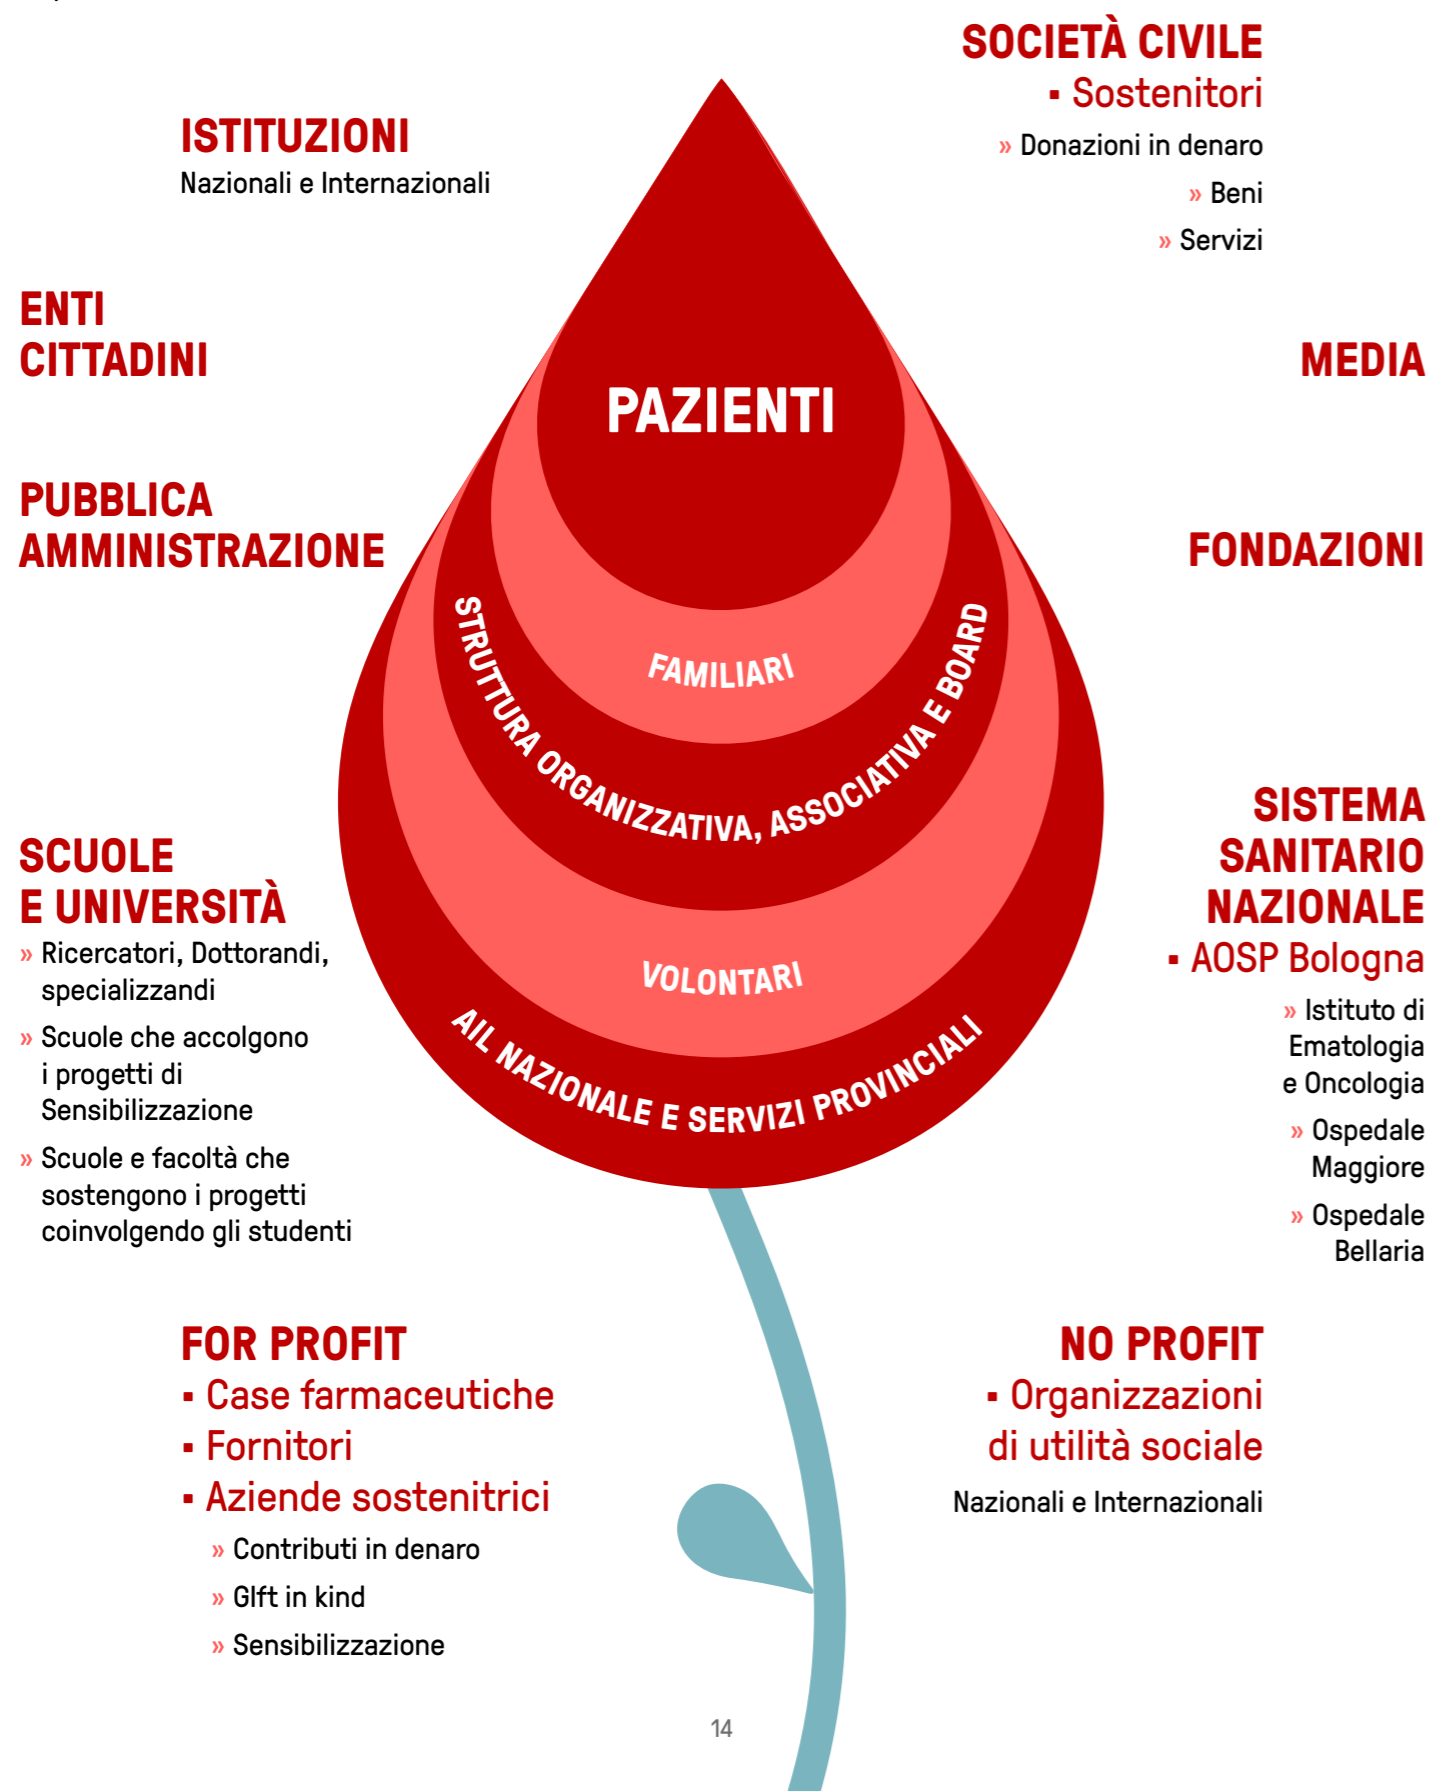 SOCIETÀ CIVILE
▪ Sostenitori
» Donazioni in denaro
» Beni
» Servizi
ISTITUZIONI
Nazionali e Internazionali
ENTI
CITTADINI
MEDIA
PUBBLICA
AMMINISTRAZIONE
FONDAZIONI
PAZIENTI
FAMILIARI
STRUTTURA ORGANIZZATIVA, ASSOCIATIVA E BOARD
VOLONTARI
AIL NAZIONALE E SERVIZI PROVINCIALI
SCUOLE
E UNIVERSITÀ
» Ricercatori, Dottorandi,
specializzandi
» Scuole che accolgono
i progetti di
Sensibilizzazione
» Scuole e facoltà che
sostengono i progetti
coinvolgendo gli studenti
SISTEMA
SANITARIO
NAZIONALE
▪ AOSP Bologna
» Istituto di
Ematologia
e Oncologia
» Ospedale
Maggiore
» Ospedale
Bellaria
FOR PROFIT
▪ Case farmaceutiche
▪ Fornitori
▪ Aziende sostenitrici
» Contributi in denaro
» GIft in kind
» Sensibilizzazione
NO PROFIT
▪ Organizzazioni
di utilità sociale
Nazionali e Internazionali
14